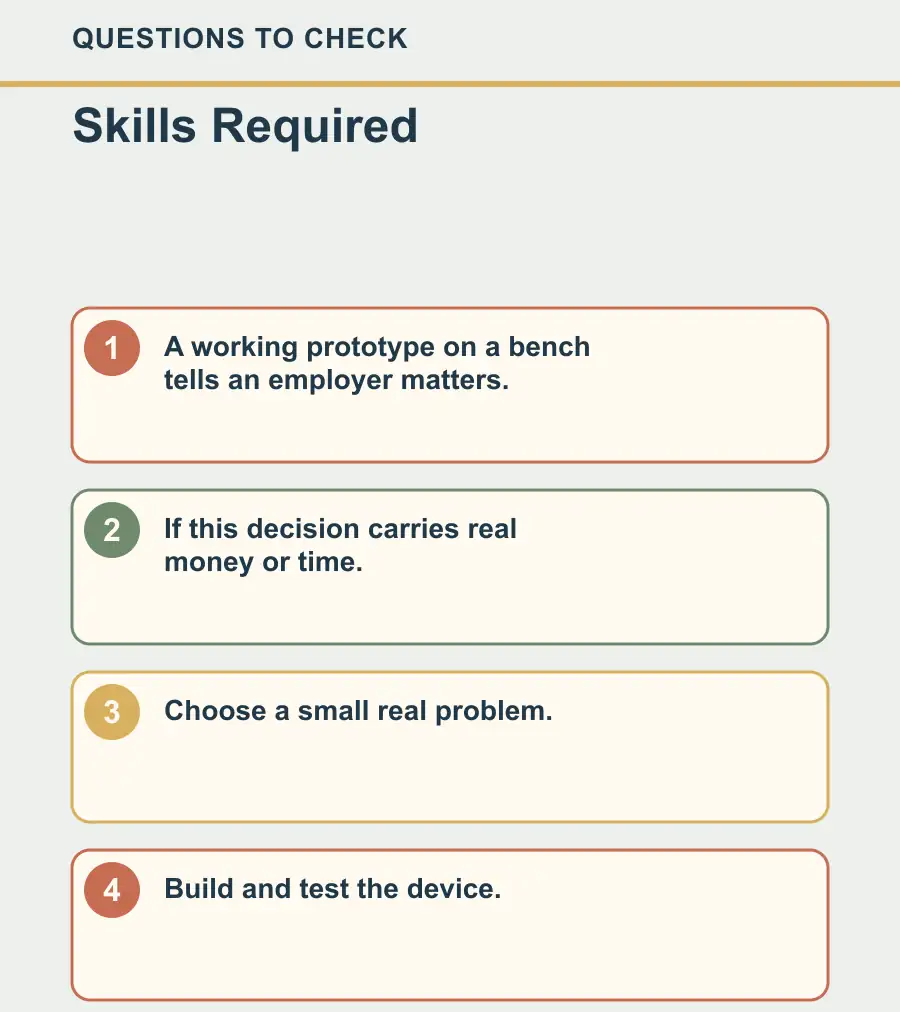 QUESTIONS TO CHECK
Skills Required
1
A working prototype on a bench
tells an employer matters.
2
If this decision carries real
money or time.
3
Choose a small real problem.
4
Build and test the device.